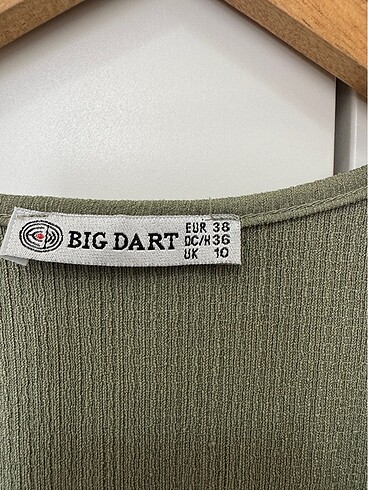 BIG DART
EUR 38
DC/H 36
UK 10